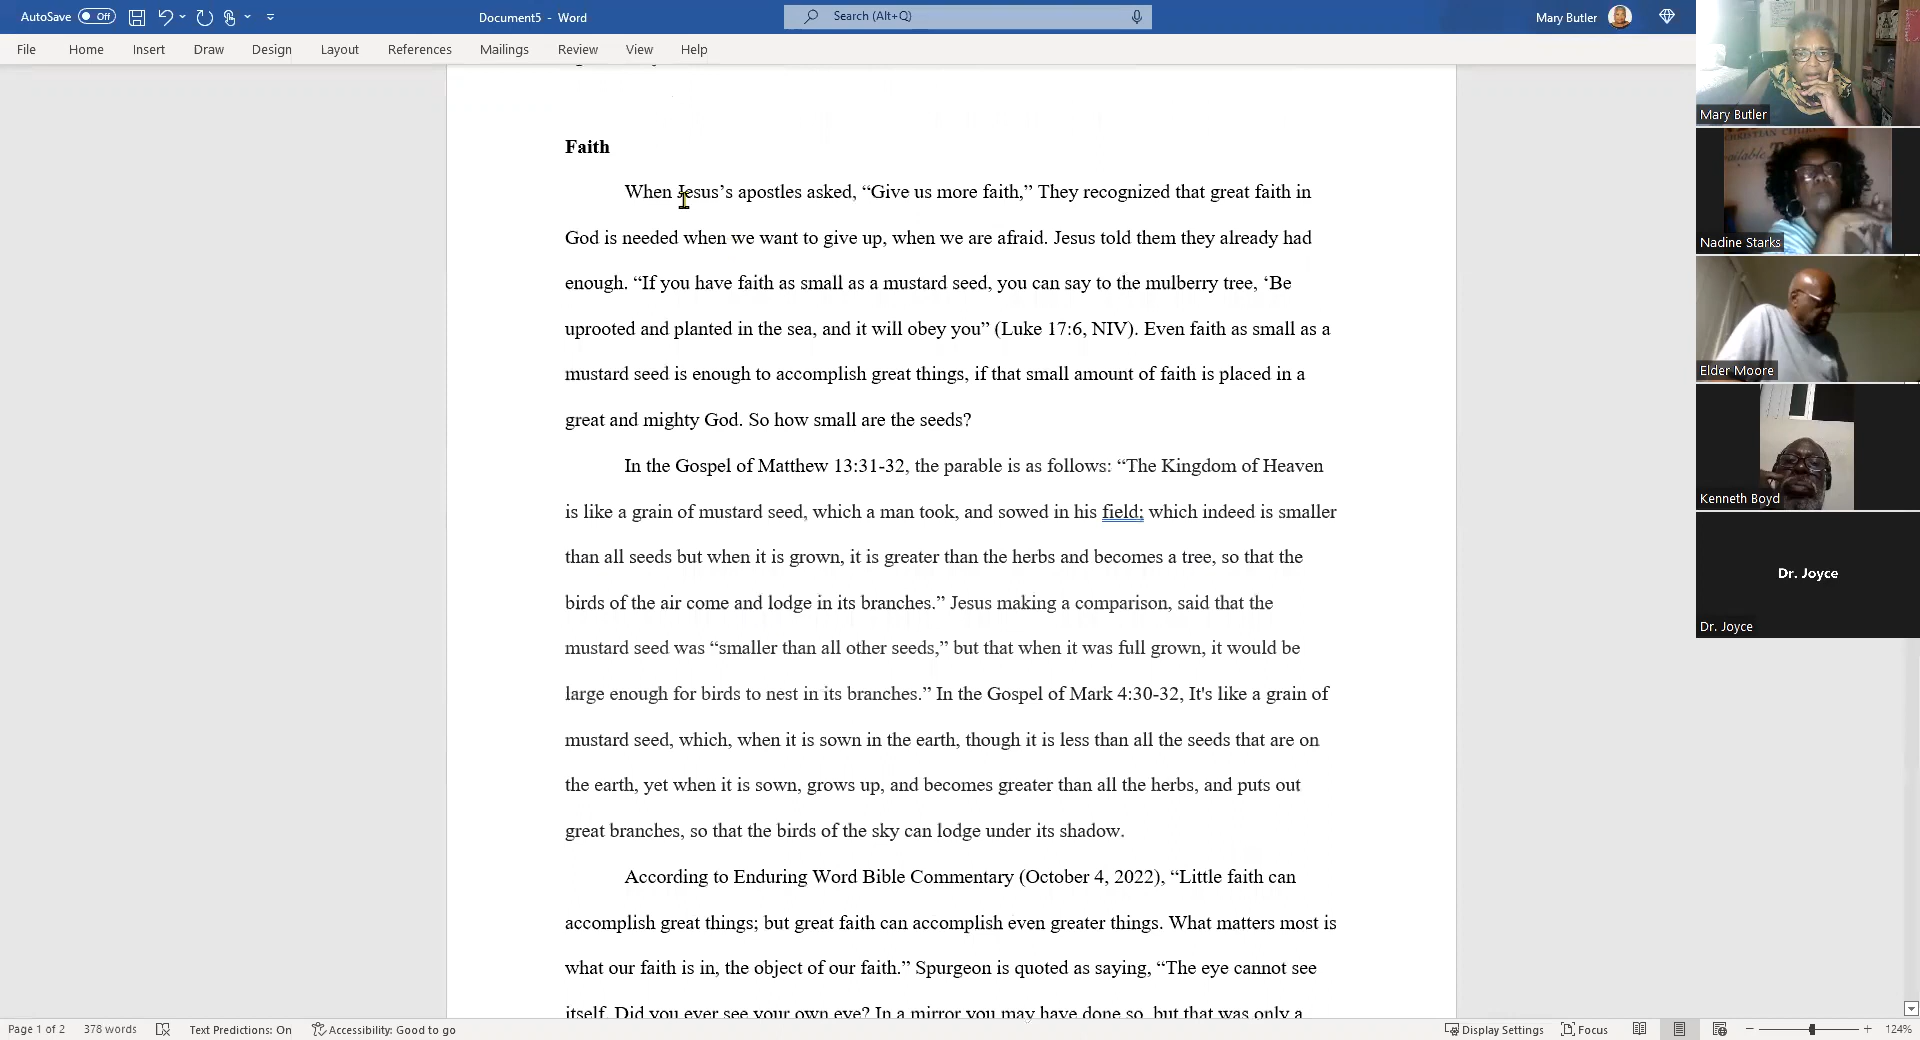 AutoSave Off
Document5 - Word
Search (Alt+Q)
Mary Butler
File Home Insert Draw Design Layout References Mailings Review View Help
Faith
When Jesus’s apostles asked, “Give us more faith,” They recognized that great faith in
God is needed when we want to give up, when we are afraid. Jesus told them they already had
enough. “If you have faith as small as a mustard seed, you can say to the mulberry tree, ‘Be
uprooted and planted in the sea, and it will obey you” (Luke 17:6, NIV). Even faith as small as a
mustard seed is enough to accomplish great things, if that small amount of faith is placed in a
great and mighty God. So how small are the seeds?
In the Gospel of Matthew 13:31-32, the parable is as follows: “The Kingdom of Heaven
is like a grain of mustard seed, which a man took, and sowed in his field; which indeed is smaller
than all seeds but when it is grown, it is greater than the herbs and becomes a tree, so that the
birds of the air come and lodge in its branches.” Jesus making a comparison, said that the
mustard seed was “smaller than all other seeds,” but that when it was full grown, it would be
large enough for birds to nest in its branches.” In the Gospel of Mark 4:30-32, It's like a grain of
mustard seed, which, when it is sown in the earth, though it is less than all the seeds that are on
the earth, yet when it is sown, grows up, and becomes greater than all the herbs, and puts out
great branches, so that the birds of the sky can lodge under its shadow.
According to Enduring Word Bible Commentary (October 4, 2022), “Little faith can
accomplish great things; but great faith can accomplish even greater things. What matters most is
what our faith is in, the object of our faith.” Spurgeon is quoted as saying, “The eye cannot see
itself. Did you ever see your own eye? In a mirror you may have done so, but that was only a
Mary Butler
CHRISTIAN
Nadine Starks
Elder Moore
Kenneth Boyd
Dr. Joyce
Dr. Joyce
Page 1 of 2 378 words Text Predictions: On Accessibility: Good to go
Display Settings Focus 124%